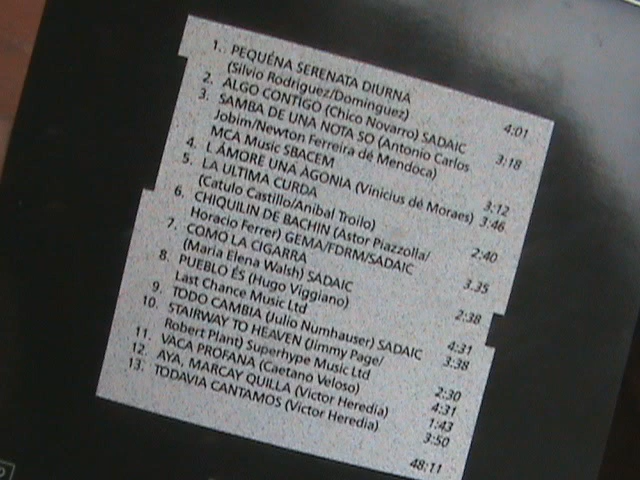 1. PEQUÉNA SERENATA DIURNA
(Silvio Rodriguez/Dominguez) 4:01
2. ALGO CONTIGO (Chico Novarro) SADAIC 3:18
3. SAMBA DE UNA NOTA SO (Antonio Carlos
Jobim/Newton Ferreira dé Mendoca)
MCA Music SBACEM 3:12
4. L ÁMORE UNA ÀGONIA (Vinicius dé Moraes) 3:46
5. LA ULTIMA CURDA
(Catulo Castillo/Anibal Troilo) 2:40
6. CHIQUILIN DE BACHIN (Astor Piazzolla/
Horacio Ferrer) GEMA/FDRM/SADAIC 3.35
7. COMO LA CIGARRA
(Maria Elena Walsh) SADAIC 2:38
8. PUEBLO ÉS (Hugo Viggiano)
Last Chance Music Ltd 4:31
9. TODO CAMBIA (Julio Numhauser) SADAIC 3:38
10. STAIRWAY TO HEAVEN (Jimmy Page/
Robert Plant) Superhype Music Ltd 2:30
11. VACA PROFANA (Caetano Veloso) 4:31
12. AYA, MARCAY QUILLA (Victor Heredia) 1:43
13. TODAVIA CANTAMOS (Victor Heredia) 3:50
48:11